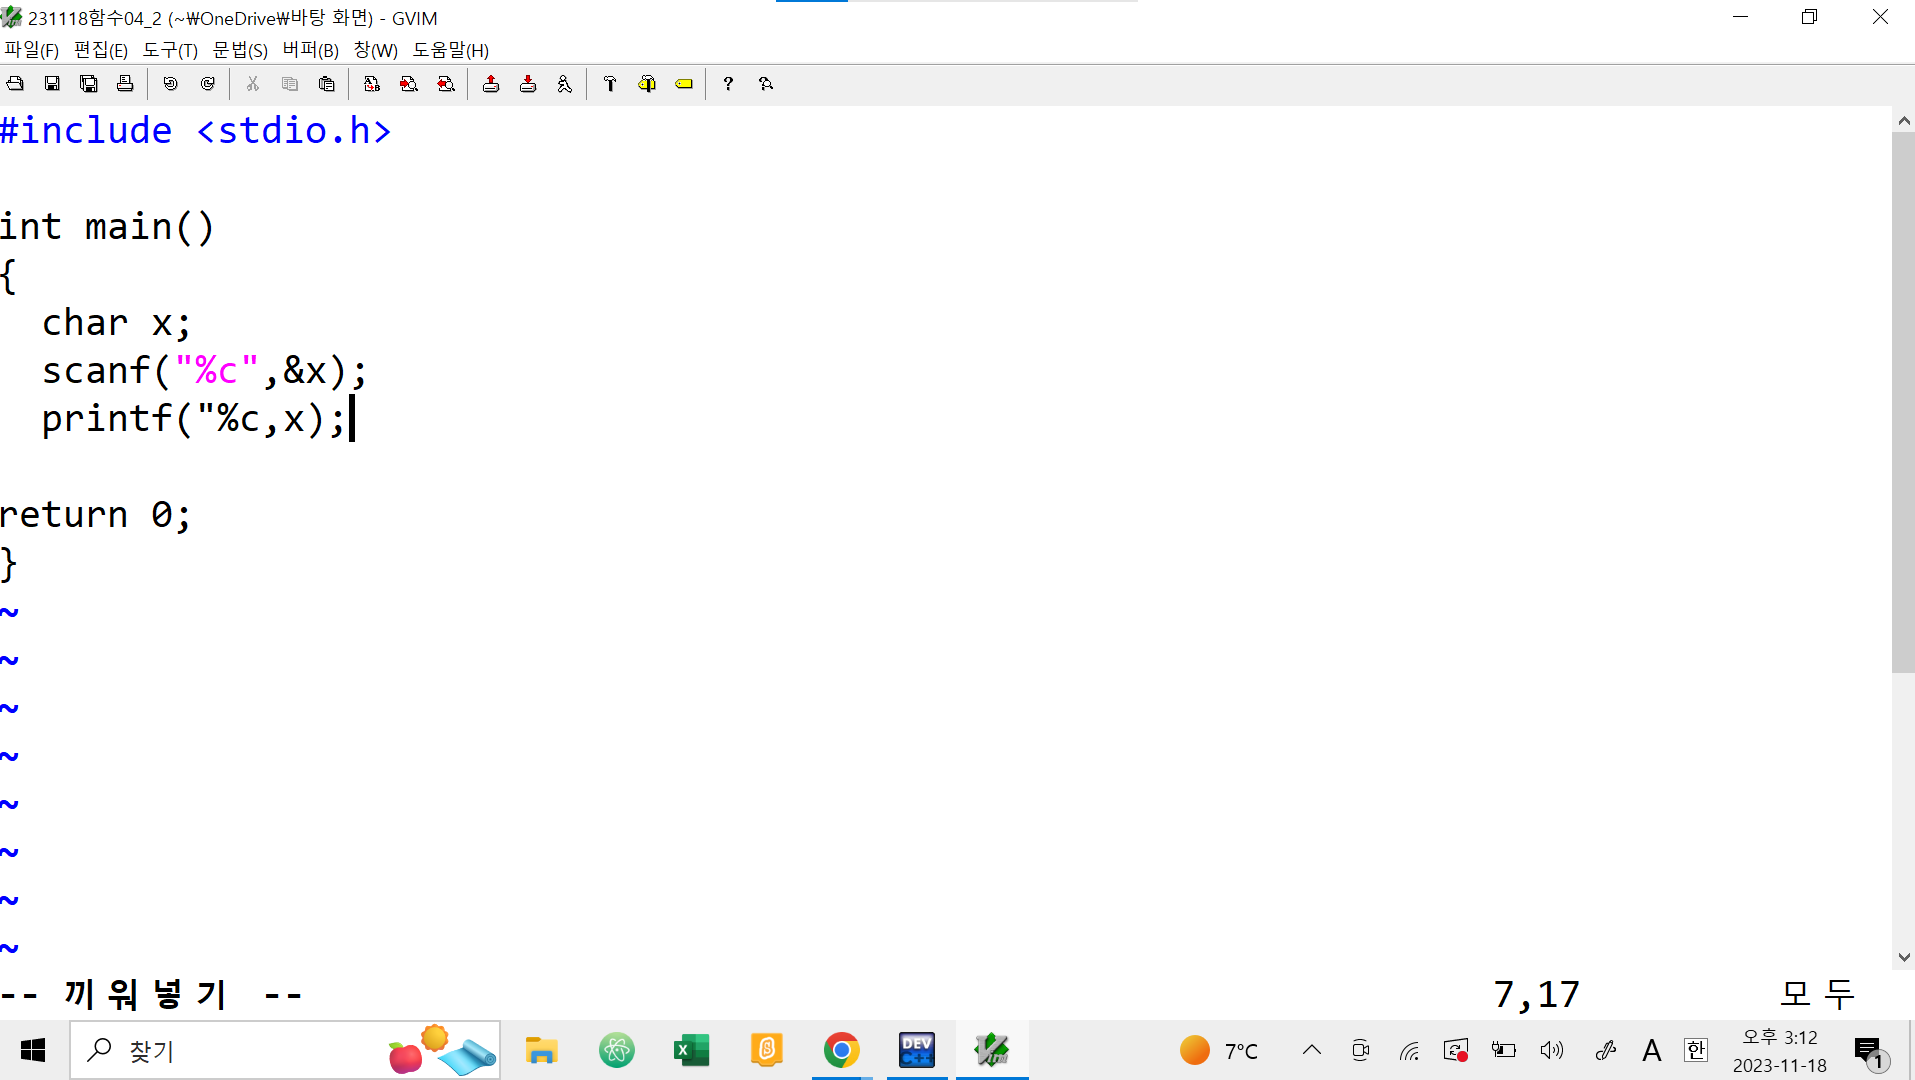 231118함수04_2 (~\OneDrive\바탕 화면) - GVIM
파일(F) 편집(E) 도구(T) 문법(S) 버퍼(B) 창(W) 도움말(H)
#include <stdio.h>
int main()
{
  char x;
  scanf("%c",&x);
  printf("%c,x);
return 0;
}
~
~
~
~
~
~
~
~
-- 끼워넣기 -- 7,17 모두
찾기 DEV C++ 7°C A 한 오후 3:12
2023-11-18 1